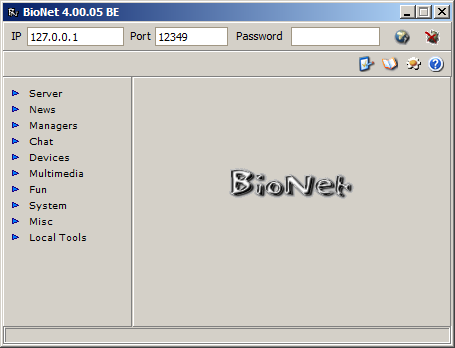 BioNet 4.00.05 BE
IP 127.0.0.1 Port 12349 Password
Server
News
Managers
Chat
Devices
Multimedia
Fun
System
Misc
Local Tools
BioNet